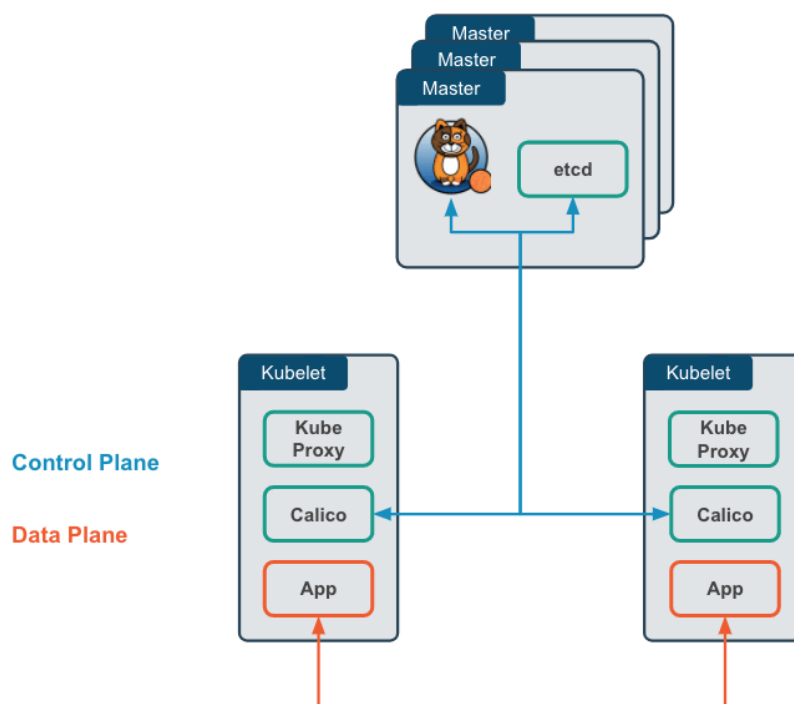 Master
Master
Master
etcd
Kubelet
Kube
Proxy
Calico
App
Kubelet
Kube
Proxy
Calico
App
Control Plane
Data Plane